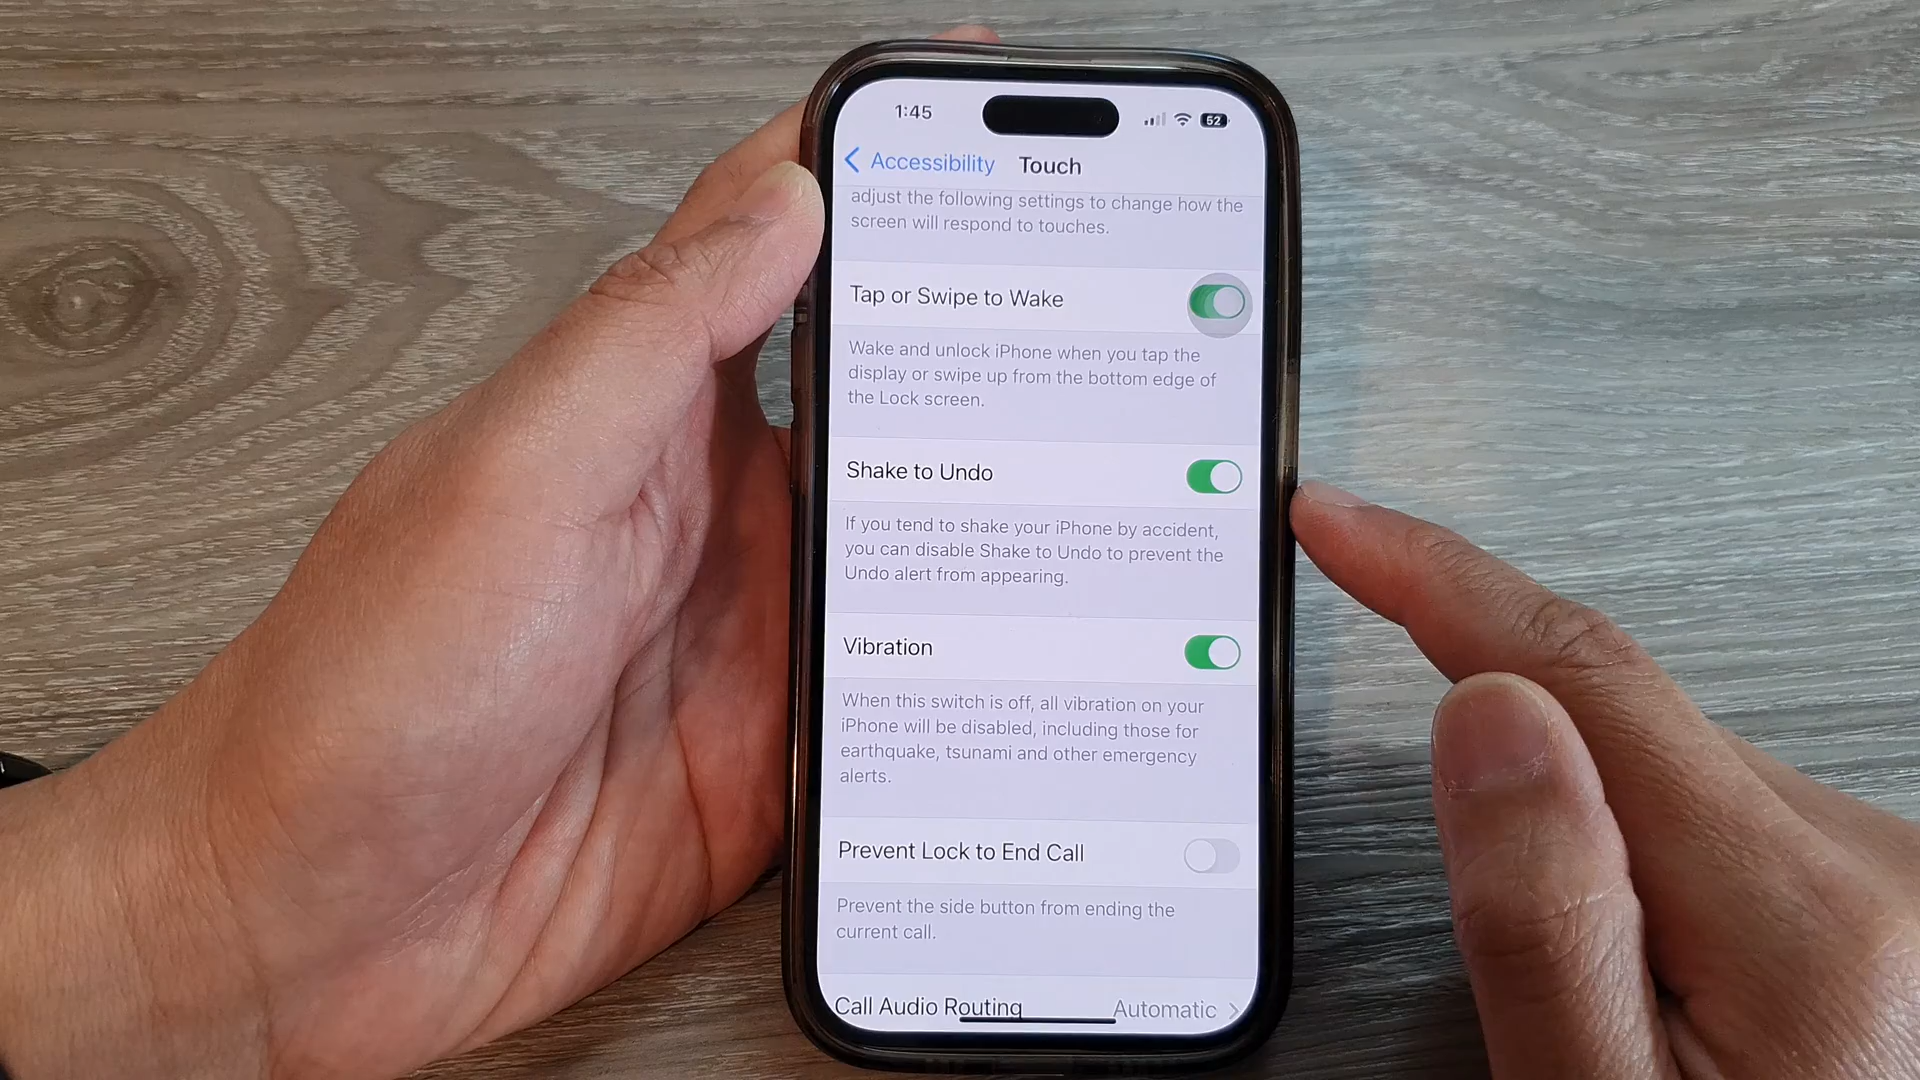 1:45
52
Accessibility Touch
adjust the following settings to change how the
screen will respond to touches.
Tap or Swipe to Wake
Wake and unlock iPhone when you tap the
display or swipe up from the bottom edge of
the Lock screen.
Shake to Undo
If you tend to shake your iPhone by accident,
you can disable Shake to Undo to prevent the
Undo alert from appearing.
Vibration
When this switch is off, all vibration on your
iPhone will be disabled, including those for
earthquake, tsunami and other emergency
alerts.
Prevent Lock to End Call
Prevent the side button from ending the
current call.
Call Audio Routing Automatic